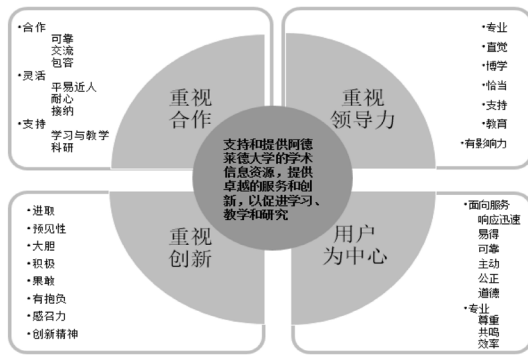 •合作
可靠
交流
包容
•灵活
平易近人
耐心
接纳
•支持
学习与教学
科研
重视
合作
重视
领导力
•专业
•直觉
•博学
•恰当
•支持
•教育
•有影响力
支持和提供阿德
莱德大学的学术
信息资源，提供
卓越的服务和创
新，以促进学习、
教学和研究
•进取
•预见性
•大胆
•积极
•果敢
•有抱负
•感召力
•创新精神
重视
创新
用户
为中心
•面向服务
响应迅速
易得
可靠
主动
公正
道德
•专业
尊重
共鸣
效率